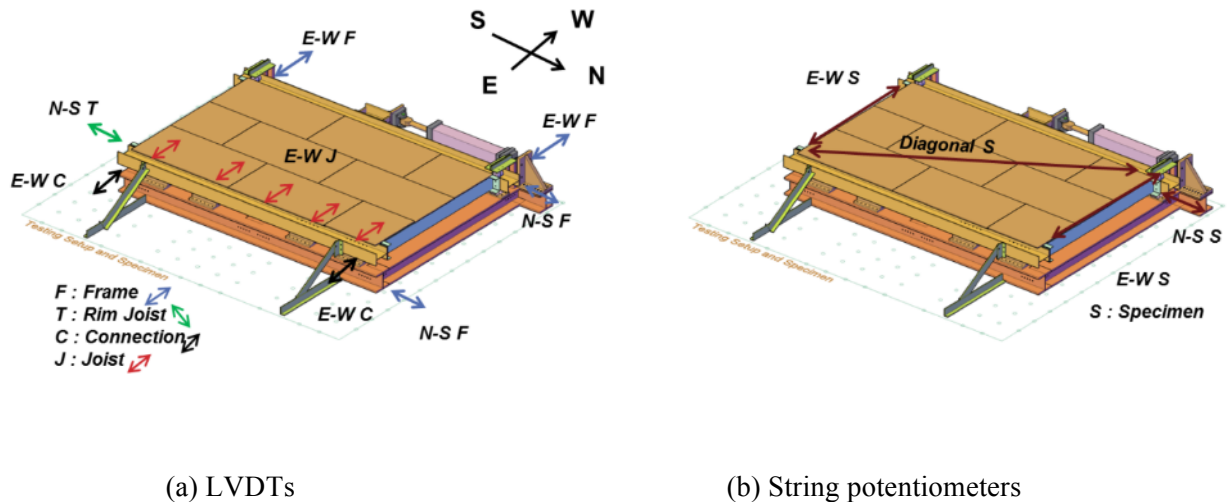 S
W
E
N
E-W F
N-S T
E-W F
E-W J
E-W C
N-S F
Testing Setup and Specimen
F : Frame
T : Rim Joist
C : Connection
J : Joist
E-W C
N-S F
(a) LVDTs
E-W S
Diagonal S
N-S S
Testing Setup and Specimen
E-W S
S : Specimen
(b) String potentiometers